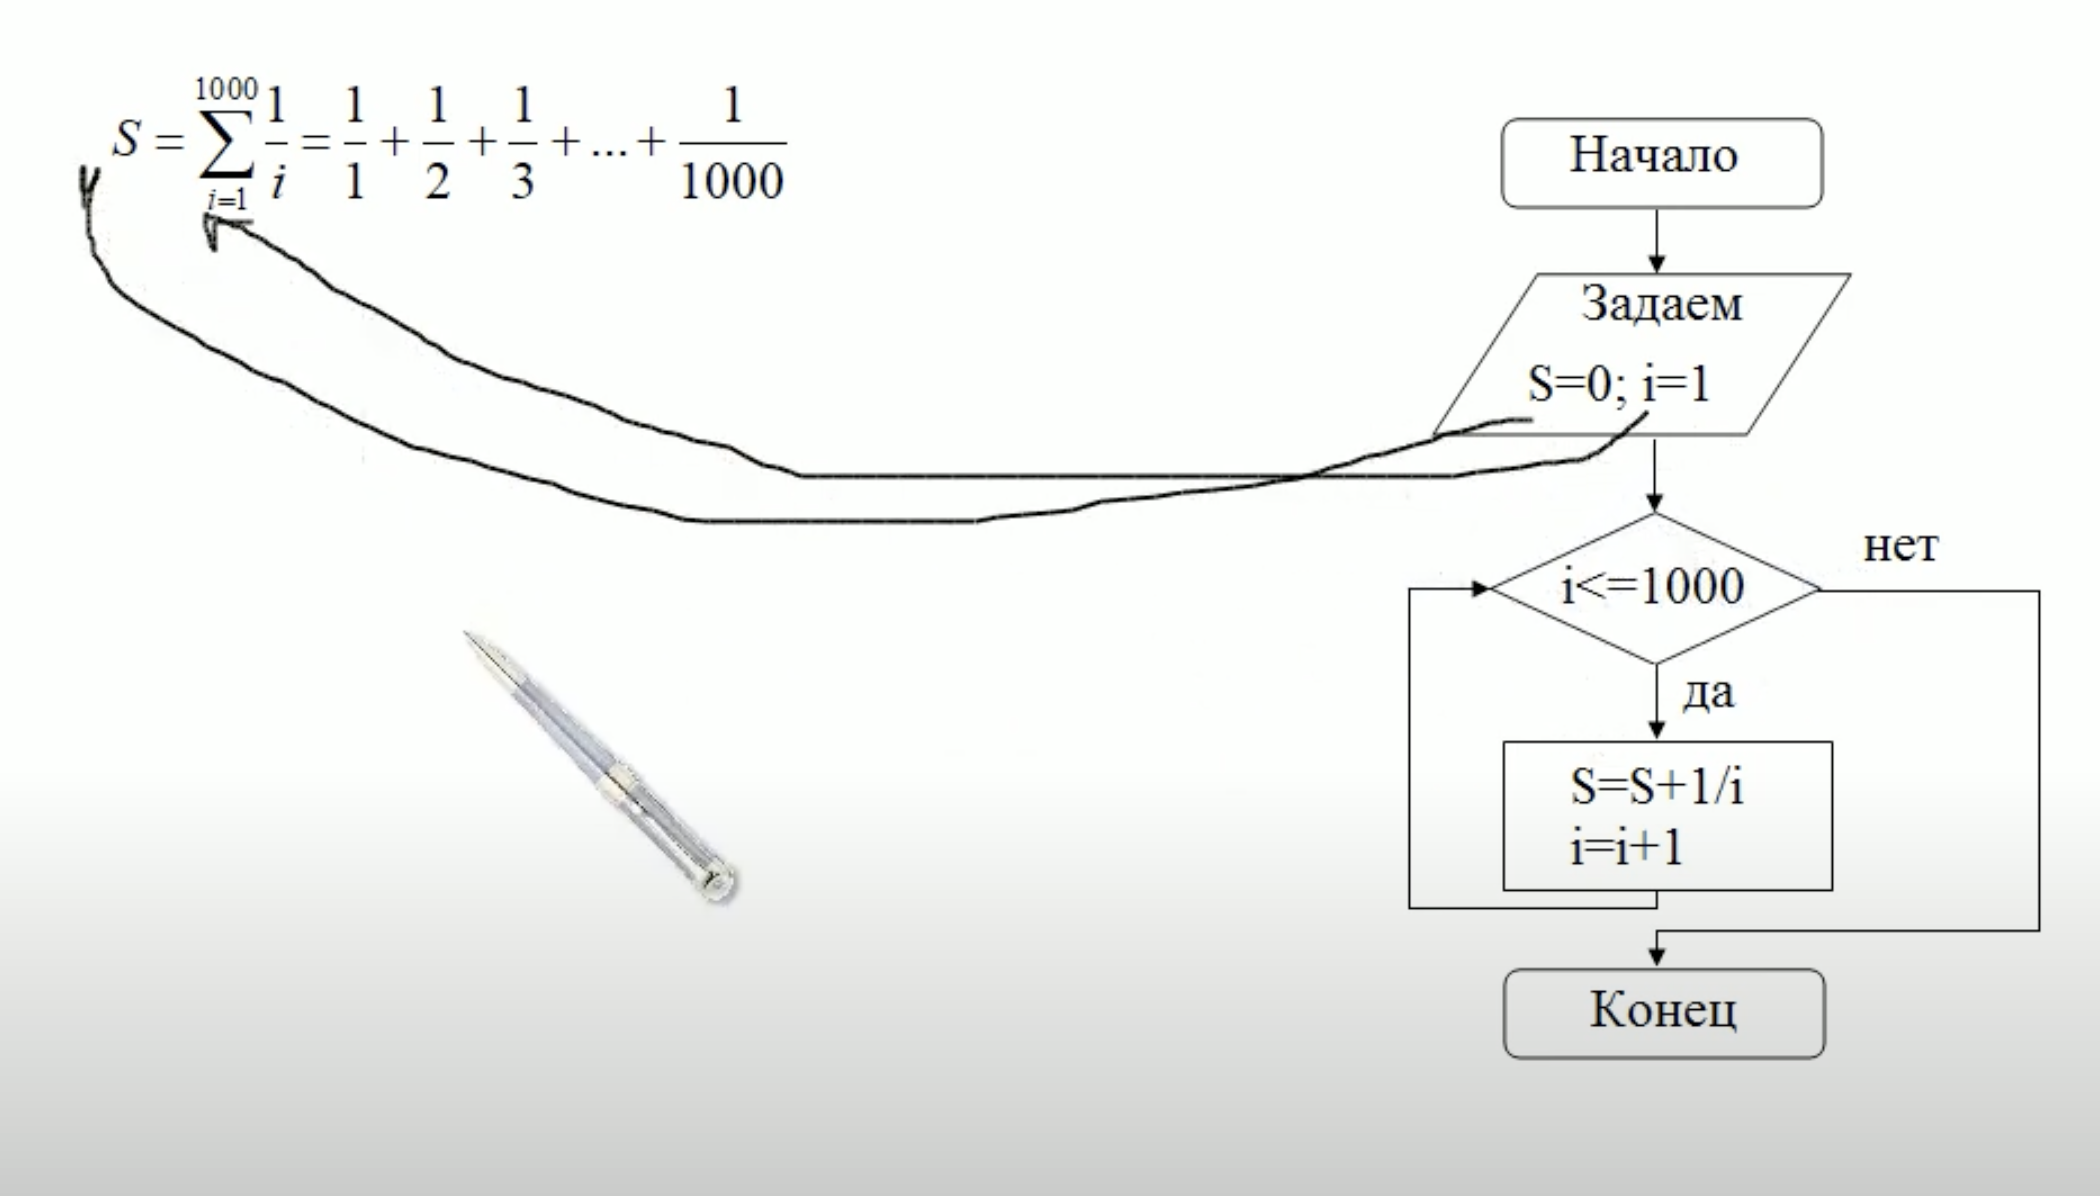 S = \sum_{i=1}^{1000} \frac{1}{i} = \frac{1}{1} + \frac{1}{2} + \frac{1}{3} + ... + \frac{1}{1000}
Начало
Задаем
S=0; i=1
i<=1000
нет
да
S=S+1/i
i=i+1
Конец